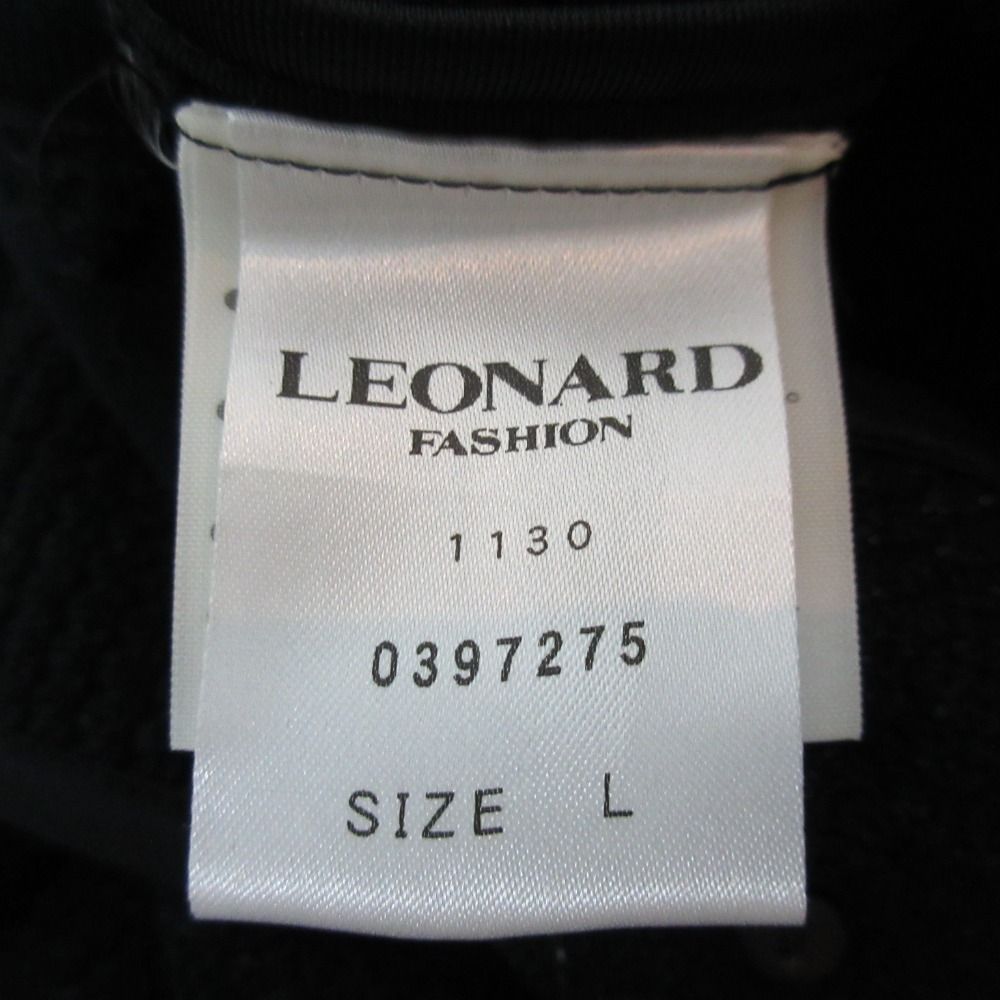 LEONARD
FASHION
1130
0397275
SIZE L